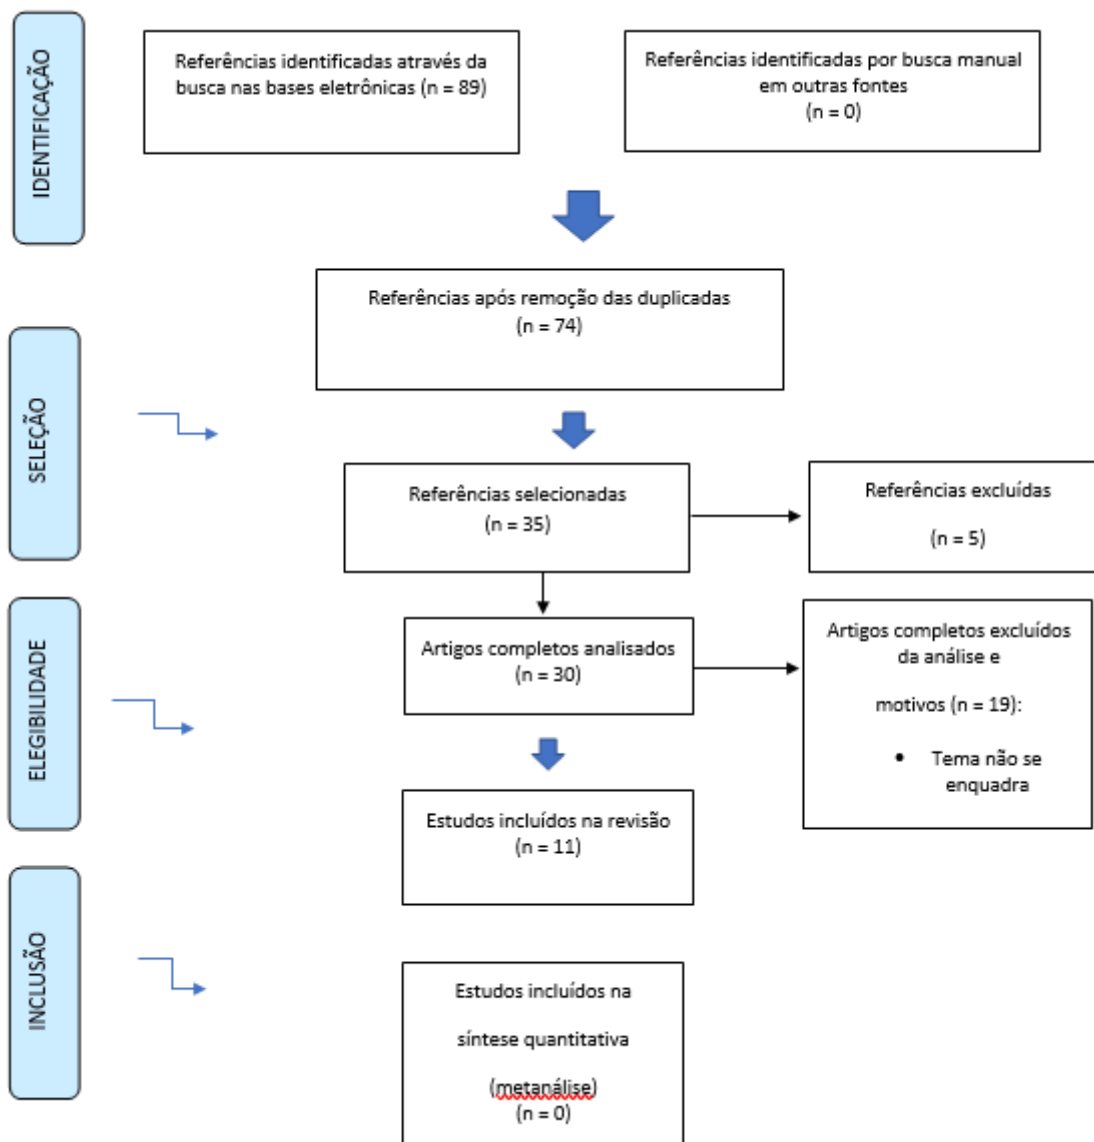 IDENTIFICAÇÃO
Referências identificadas através da
busca nas bases eletrônicas (n = 89)
Referências identificadas por busca manual
em outras fontes
(n = 0)
Referências após remoção das duplicadas
(n = 74)
SELEÇÃO
Referências selecionadas
(n = 35)
Referências excluídas
(n = 5)
ELEGIBILIDADE
Artigos completos analisados
(n = 30)
Artigos completos excluídos
da análise e
motivos (n = 19):
• Tema não se
enquadra
Estudos incluídos na revisão
(n = 11)
INCLUSÃO
Estudos incluídos na
síntese quantitativa
(metanálise)
(n = 0)